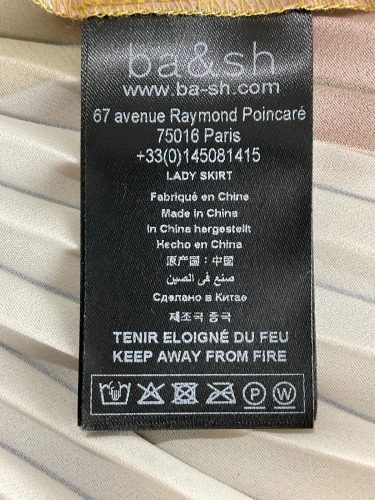 ba&sh
www.ba-sh.com
67 avenue Raymond Poincaré
75016 Paris
+33(0)145081415
LADY SKIRT
Fabriqué en Chine
Made in China
In China hergestellt
Hecho en China
原产国：中国
صنع في الصين
Сделано в Китае
제조국 중국
TENIR ELOIGNÉ DU FEU
KEEP AWAY FROM FIRE
P W